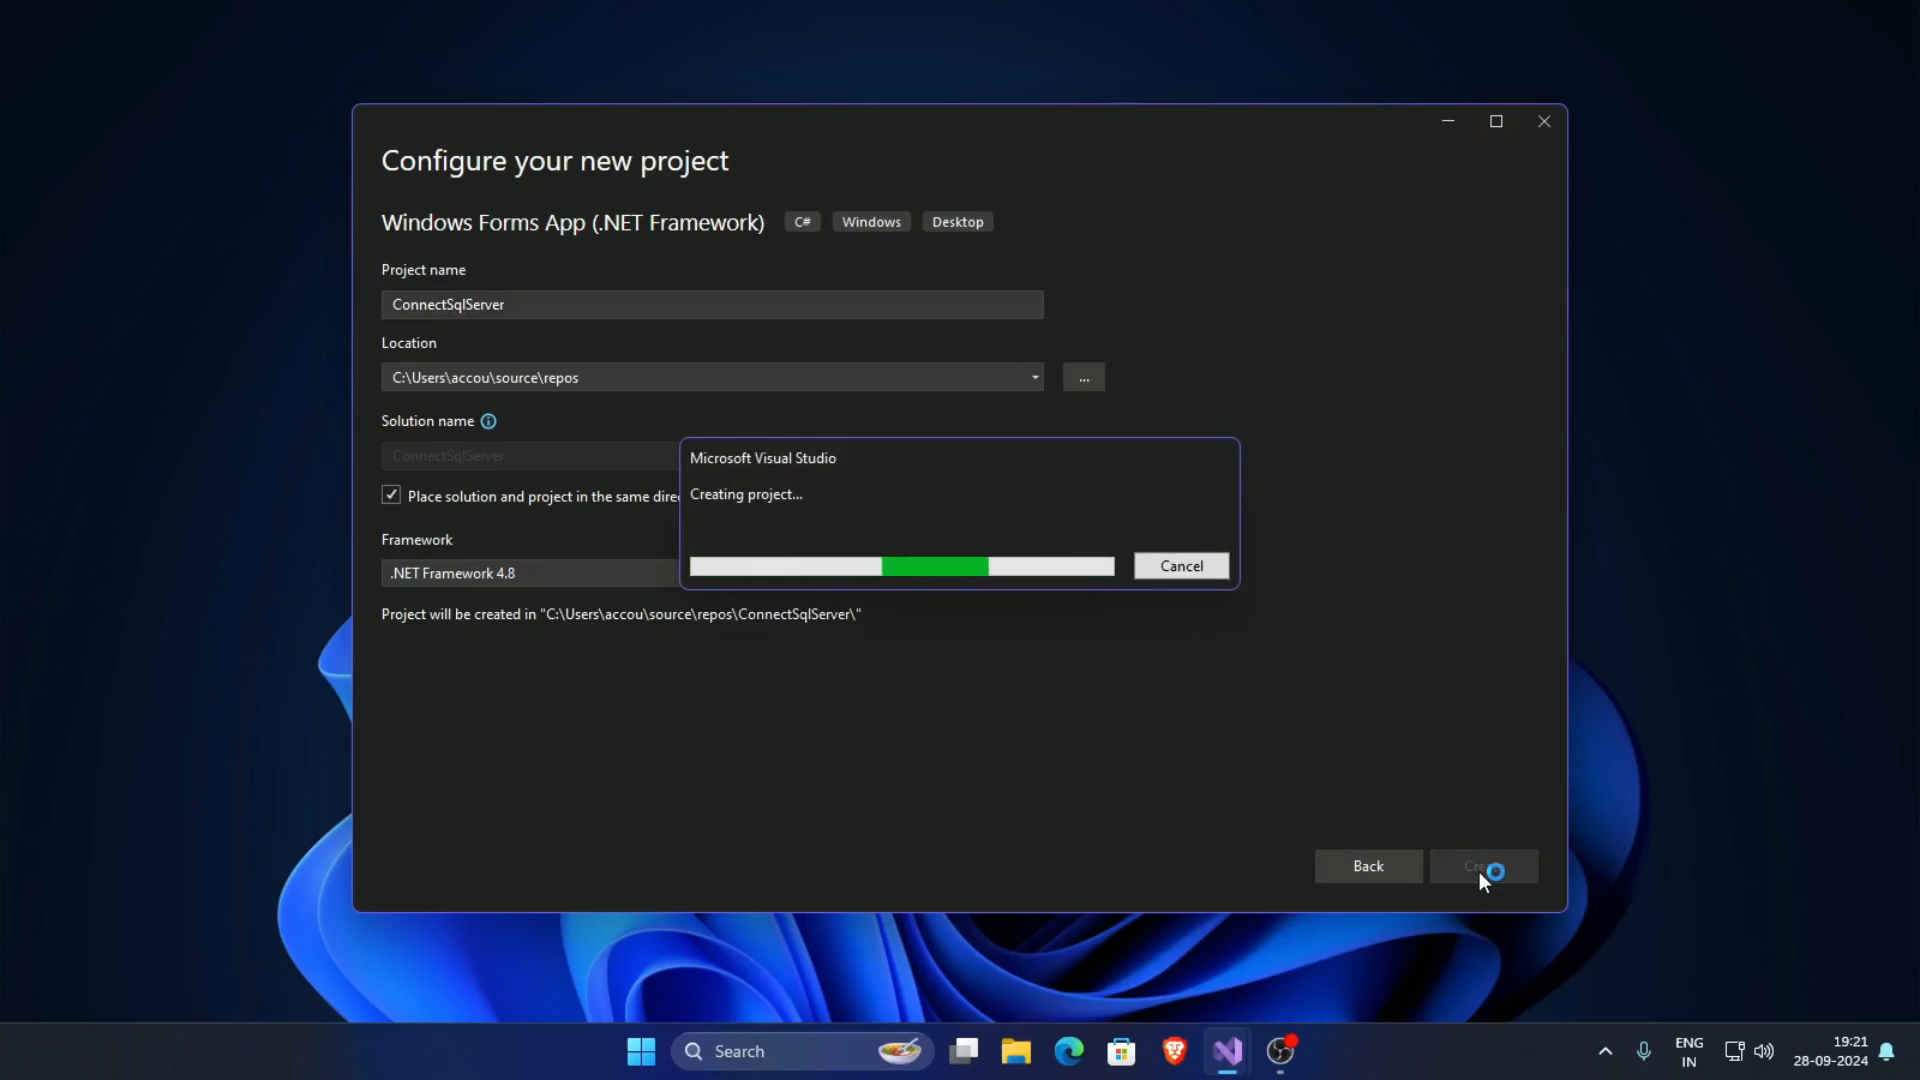 Configure your new project
Windows Forms App (.NET Framework) C# Windows Desktop
Project name
ConnectSqlServer
Location
C:\Users\accou\source\repos
...
Solution name
ConnectSqlServer
Place solution and project in the same
Framework
.NET Framework 4.8
Project will be created in "C:\Users\accou\source\repos\ConnectSqlServer\"
Microsoft Visual Studio
Creating project...
Cancel
Back
Search
ENG
IN
19:21
28-09-2024